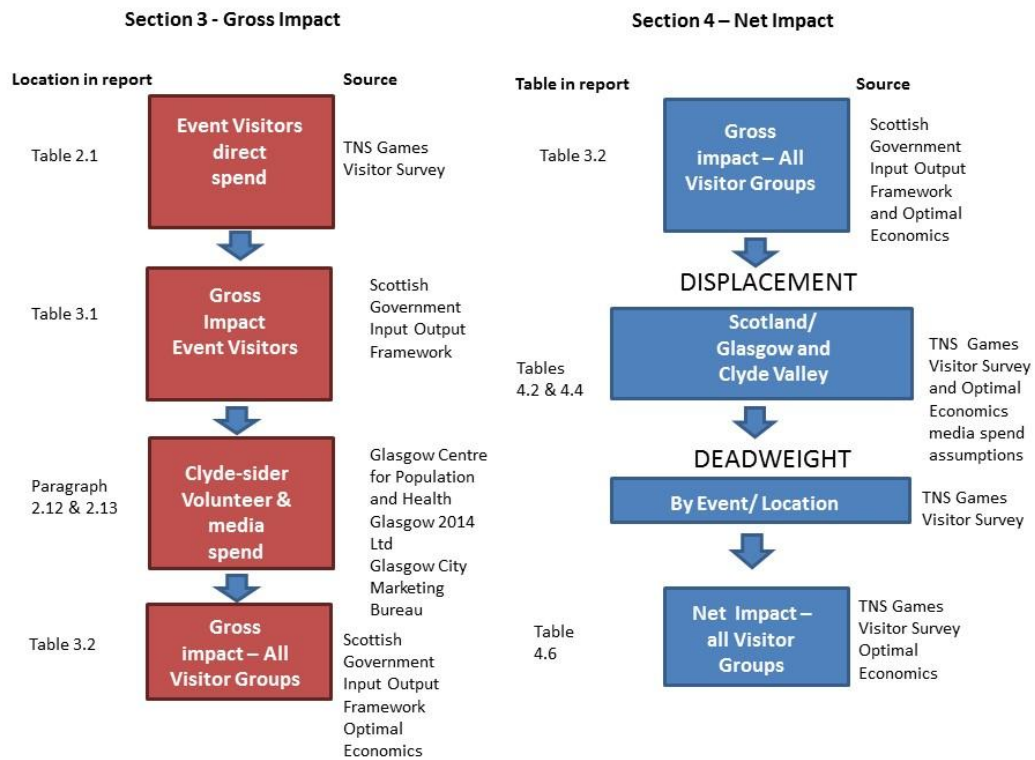 Section 3 - Gross Impact
Location in report
Source
Table 2.1
Event Visitors
direct
spend
TNS Games
Visitor Survey
Table 3.1
Gross
Impact
Event Visitors
Scottish
Government
Input Output
Framework
Paragraph
2.12 & 2.13
Clyde-sider
Volunteer &
media
spend
Glasgow Centre
for Population
and Health
Glasgow 2014
Ltd
Glasgow City
Marketing
Bureau
Table 3.2
Gross
impact – All
Visitor Groups
Scottish
Government
Input Output
Framework
Optimal
Economics
Section 4 – Net Impact
Table in report
Source
Table 3.2
Gross
impact – All
Visitor Groups
Scottish
Government
Input Output
Framework
and Optimal
Economics
DISPLACEMENT
Tables
4.2 & 4.4
Scotland/
Glasgow and
Clyde Valley
TNS Games
Visitor Survey
and Optimal
Economics
media spend
assumptions
DEADWEIGHT
By Event/ Location
TNS Games
Visitor Survey
Table
4.6
Net Impact –
all Visitor
Groups
TNS Games
Visitor Survey
Optimal
Economics